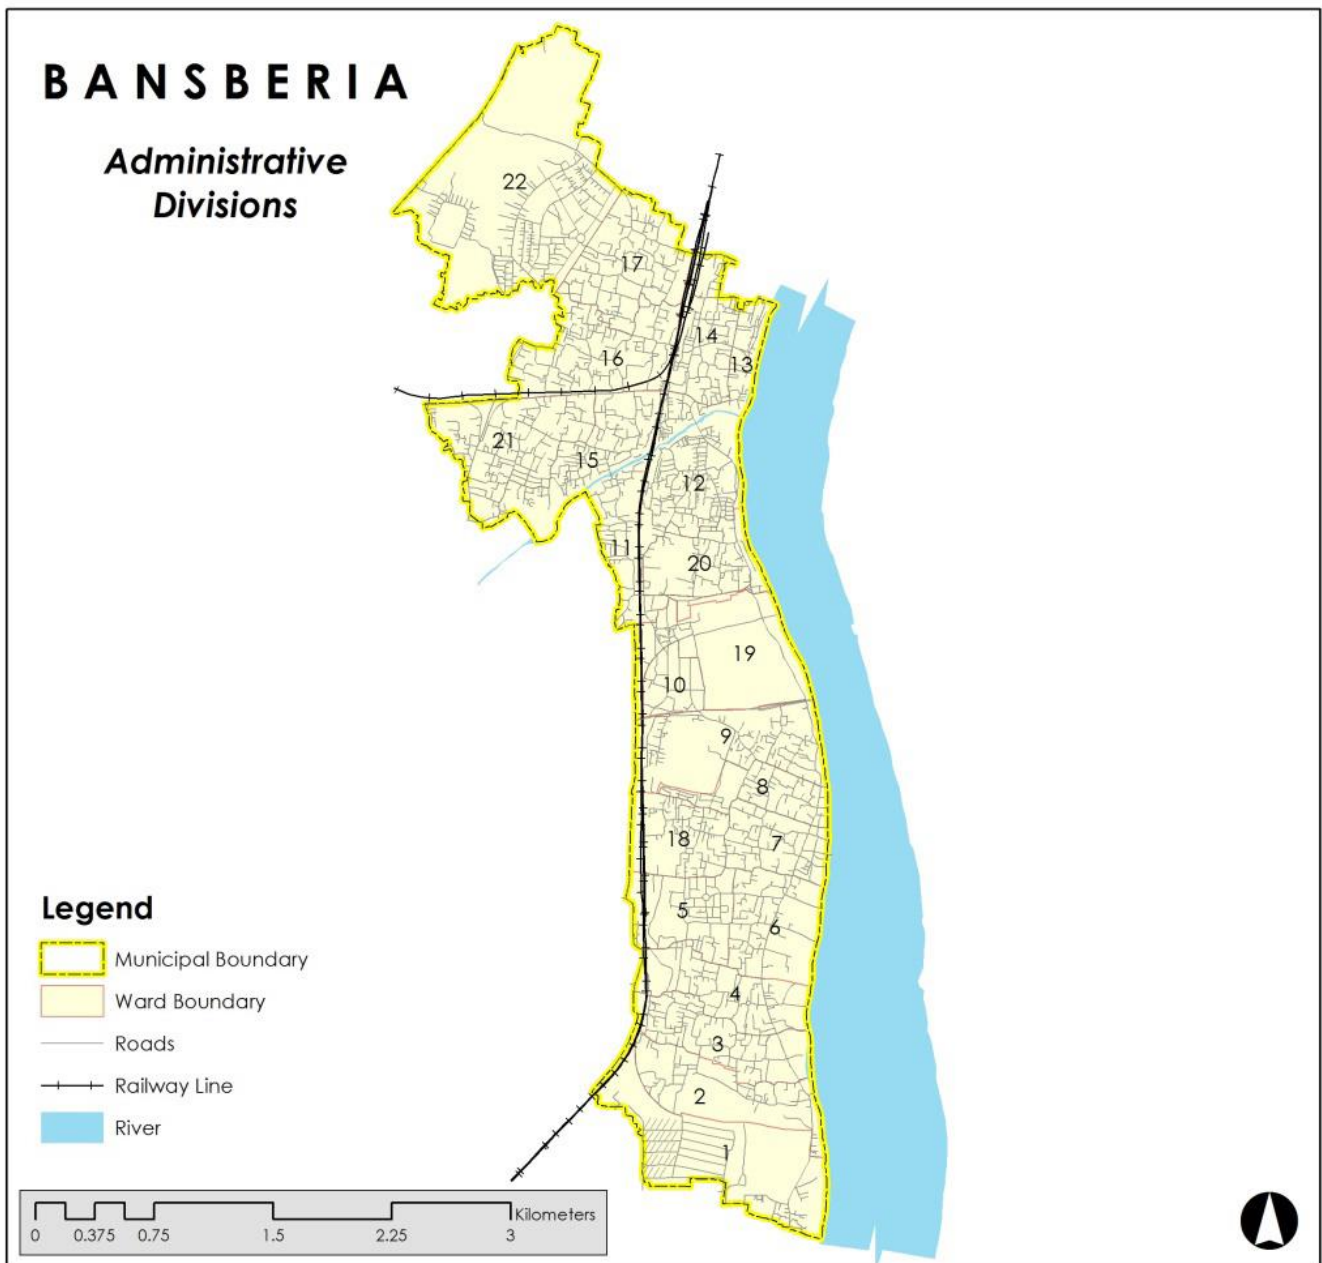 BANSBERIA
Administrative
Divisions
22
17
14
16
13
21
15
12
11
20
19
10
9
8
18
7
5
6
4
3
2
1
Legend
Municipal Boundary
Ward Boundary
Roads
Railway Line
River
Kilometers
0 0.375 0.75 1.5 2.25 3